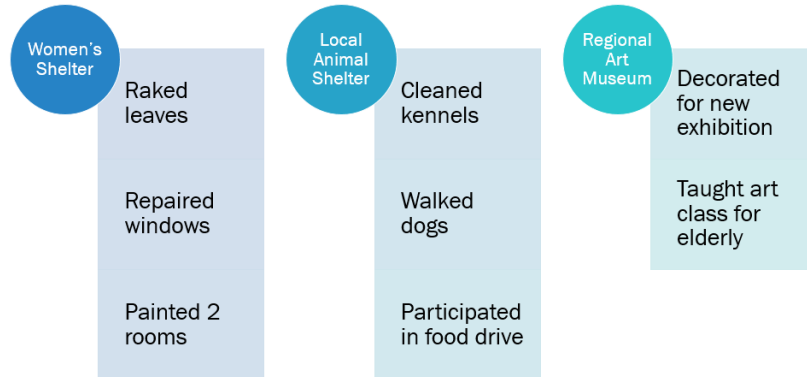 Women's
Shelter
Raked
leaves
Repaired
windows
Painted 2
rooms
Local
Animal
Shelter
Cleaned
kennels
Walked
dogs
Participated
in food drive
Regional
Art
Museum
Decorated
for new
exhibition
Taught art
class for
elderly